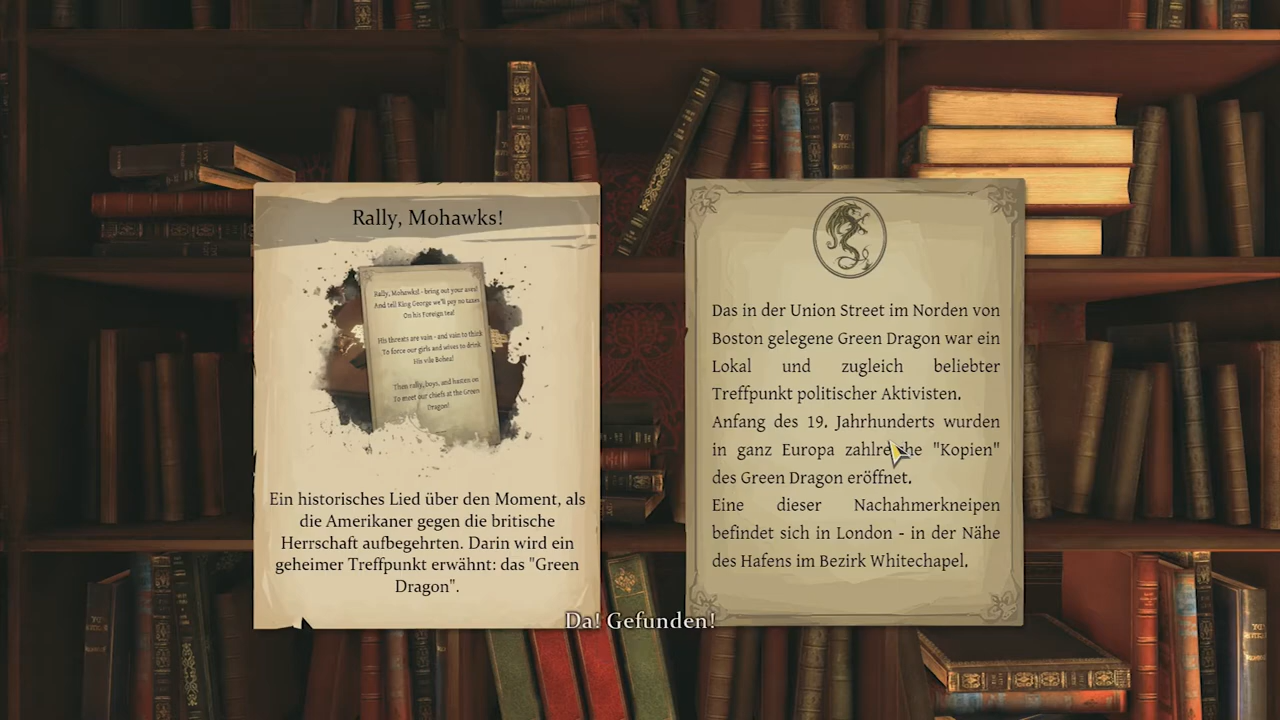 Rally, Mohawks!
Rally, Mohawks! - bring out your axes!
And tell King George we'll pay no taxes
On his Foreign tea!
His threats are vain - and vain to think
To force our girls and wives to drink
His vile Bohea!
Then rally, boys, and hasten on
To meet our chiefs at the Green
Dragon!
Ein historisches Lied über den Moment, als
die Amerikaner gegen die britische
Herrschaft aufbegehrten. Darin wird ein
geheimer Treffpunkt erwähnt: das "Green
Dragon".
Das in der Union Street im Norden von
Boston gelegene Green Dragon war ein
Lokal und zugleich beliebter
Treffpunkt politischer Aktivisten.
Anfang des 19. Jahrhunderts wurden
in ganz Europa zahlreiche "Kopien"
des Green Dragon eröffnet.
Eine dieser Nachahmerkneipen
befindet sich in London - in der Nähe
des Hafens im Bezirk Whitechapel.
Da! Gefunden!